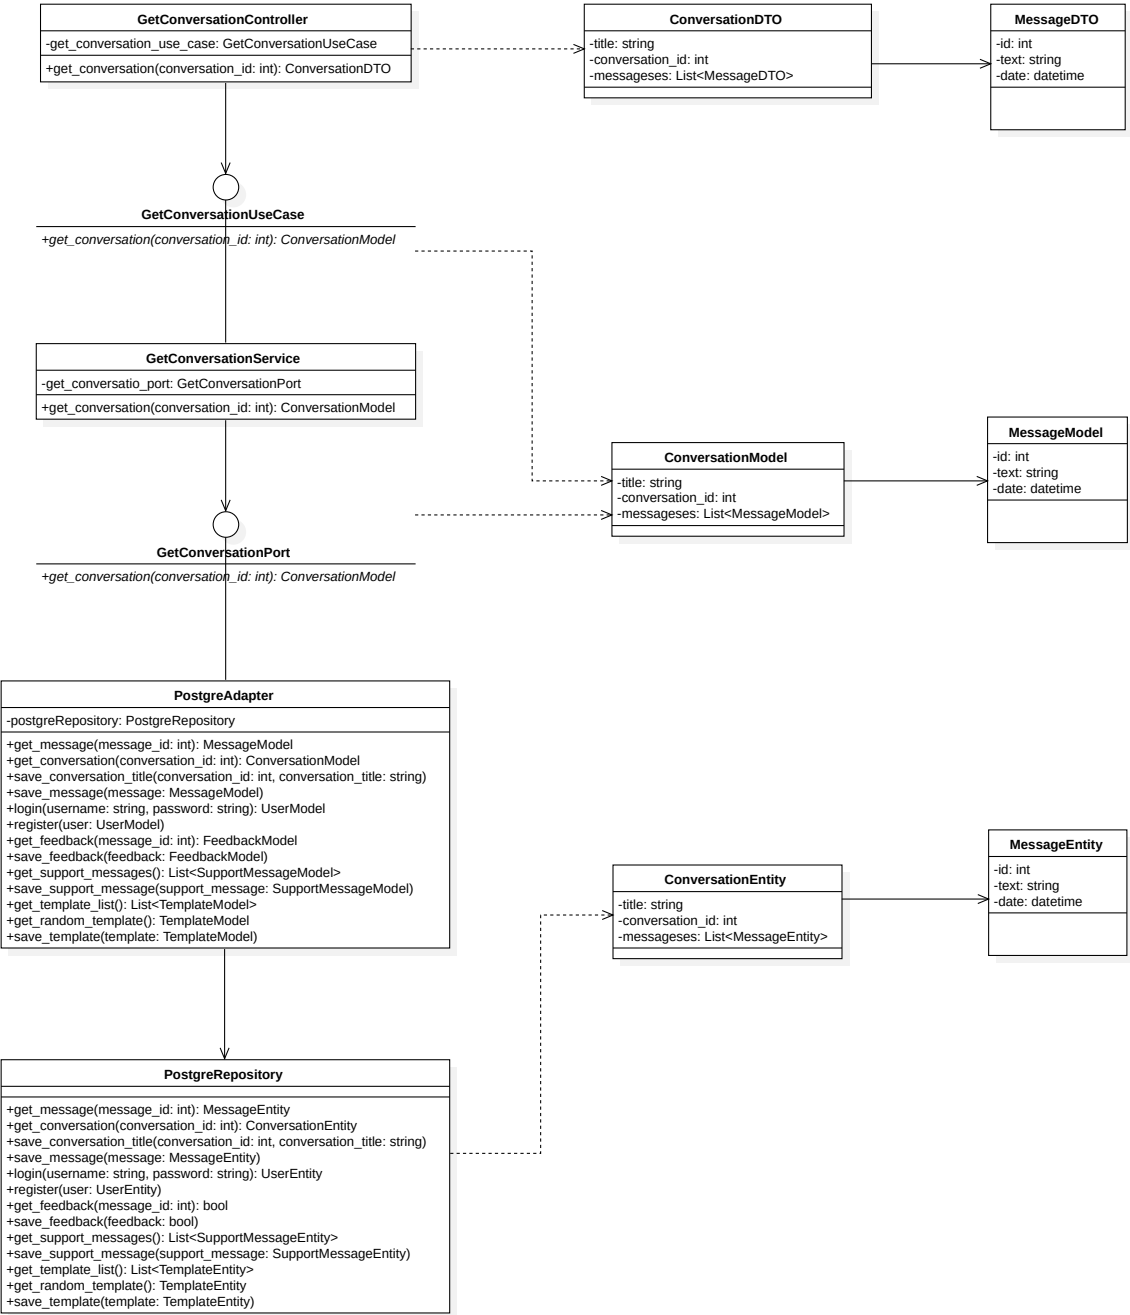 GetConversationController
-get_conversation_use_case: GetConversationUseCase
+get_conversation(conversation_id: int): ConversationDTO
ConversationDTO
-title: string
-conversation_id: int
-messageses: List<MessageDTO>
MessageDTO
-id: int
-text: string
-date: datetime
GetConversationUseCase
+get_conversation(conversation_id: int): ConversationModel
GetConversationService
-get_conversatio_port: GetConversationPort
+get_conversation(conversation_id: int): ConversationModel
ConversationModel
-title: string
-conversation_id: int
-messageses: List<MessageModel>
MessageModel
-id: int
-text: string
-date: datetime
GetConversationPort
+get_conversation(conversation_id: int): ConversationModel
PostgreAdapter
-postgreRepository: PostgreRepository
+get_message(message_id: int): MessageModel
+get_conversation(conversation_id: int): ConversationModel
+save_conversation_title(conversation_id: int, conversation_title: string)
+save_message(message: MessageModel)
+login(username: string, password: string): UserModel
+register(user: UserModel)
+get_feedback(message_id: int): FeedbackModel
+save_feedback(feedback: FeedbackModel)
+get_support_messages(): List<SupportMessageModel>
+save_support_message(support_message: SupportMessageModel)
+get_template_list(): List<TemplateModel>
+get_random_template(): TemplateModel
+save_template(template: TemplateModel)
ConversationEntity
-title: string
-conversation_id: int
-messageses: List<MessageEntity>
MessageEntity
-id: int
-text: string
-date: datetime
PostgreRepository
+get_message(message_id: int): MessageEntity
+get_conversation(conversation_id: int): ConversationEntity
+save_conversation_title(conversation_id: int, conversation_title: string)
+save_message(message: MessageEntity)
+login(username: string, password: string): UserEntity
+register(user: UserEntity)
+get_feedback(message_id: int): bool
+save_feedback(feedback: bool)
+get_support_messages(): List<SupportMessageEntity>
+save_support_message(support_message: SupportMessageEntity)
+get_template_list(): List<TemplateEntity>
+get_random_template(): TemplateEntity
+save_template(template: TemplateEntity)